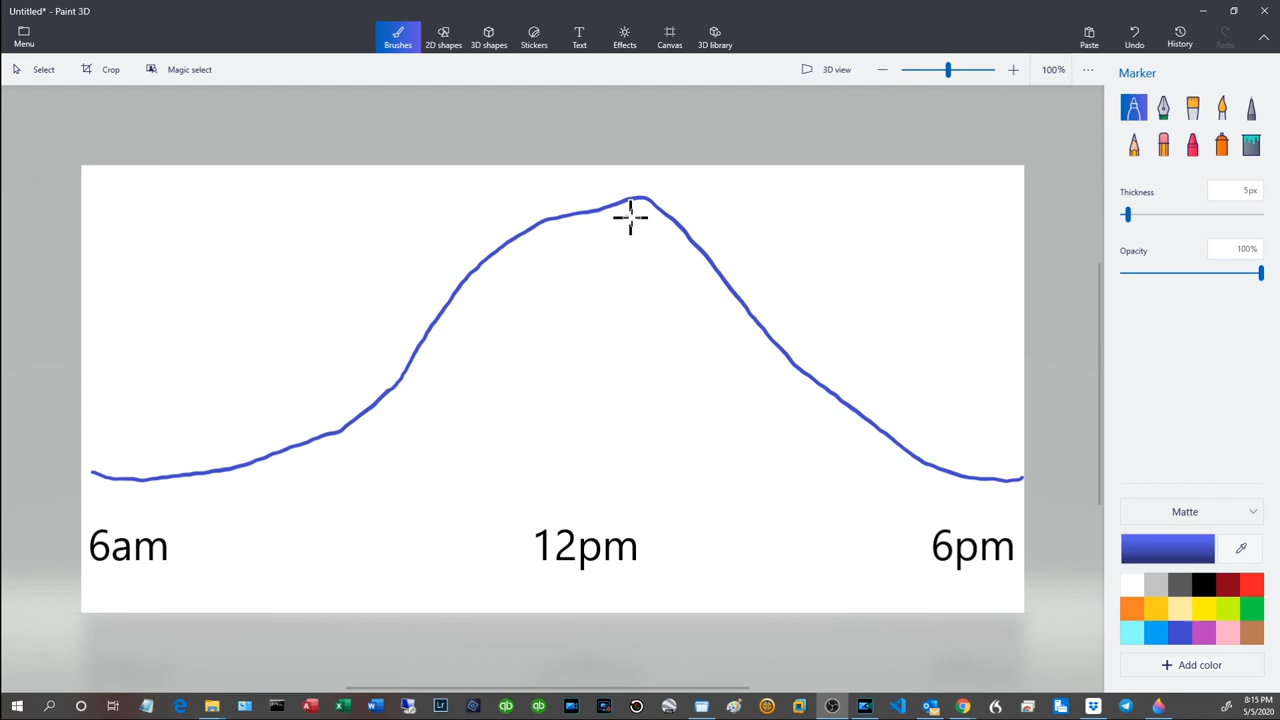 Untitled* - Paint 3D
Menu
Brushes
2D shapes
3D shapes
Stickers
Text
Effects
Canvas
3D library
Paste
Undo
History
Redo
Select
Crop
Magic select
3D view
100%
Marker
Thickness
5px
Opacity
100%
6am
12pm
6pm
Matte
Add color
8:15 PM
5/5/2020